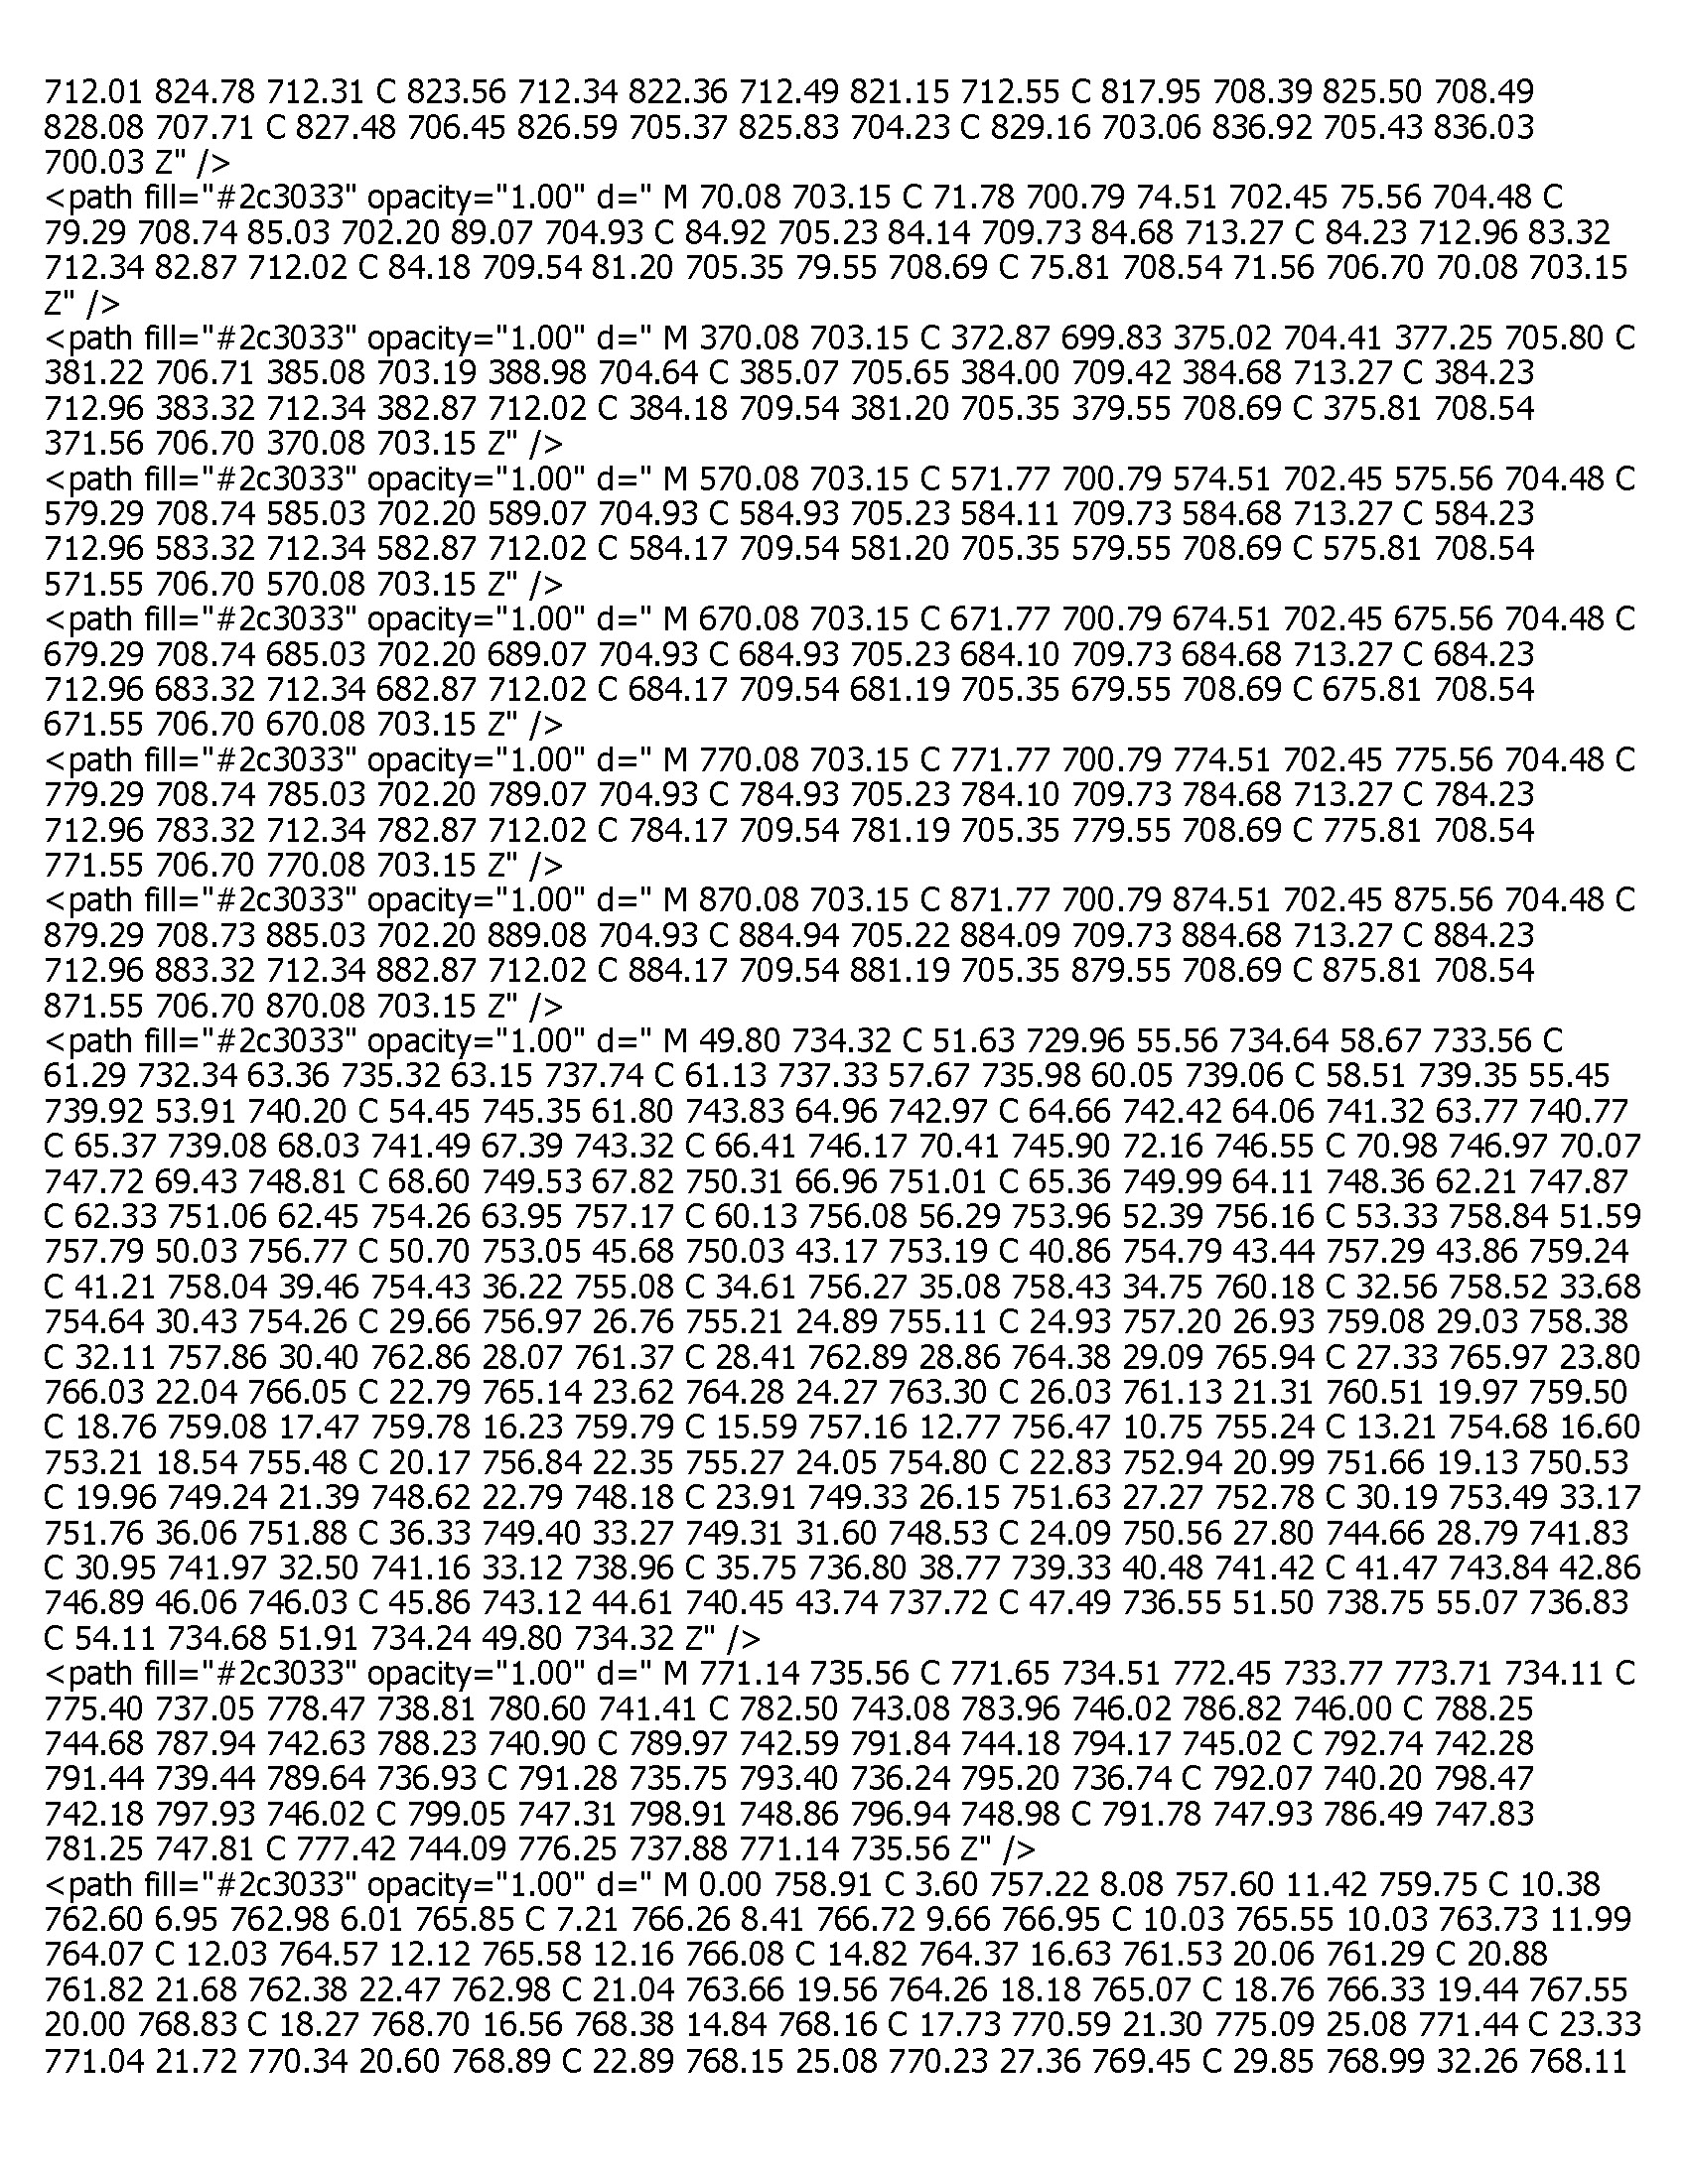 712.01 824.78 712.31 C 823.56 712.34 822.36 712.49 821.15 712.55 C 817.95 708.39 825.50 708.49
828.08 707.71 C 827.48 706.45 826.59 705.37 825.83 704.23 C 829.16 703.06 836.92 705.43 836.03
700.03 Z" />
<path fill="#2c3033" opacity="1.00" d=" M 70.08 703.15 C 71.78 700.79 74.51 702.45 75.56 704.48 C
79.29 708.74 85.03 702.20 89.07 704.93 C 84.92 705.23 84.14 709.73 84.68 713.27 C 84.23 712.96 83.32
712.34 82.87 712.02 C 84.18 709.54 81.20 705.35 79.55 708.69 C 75.81 708.54 71.56 706.70 70.08 703.15
Z" />
<path fill="#2c3033" opacity="1.00" d=" M 370.08 703.15 C 372.87 699.83 375.02 704.41 377.25 705.80 C
381.22 706.71 385.08 703.19 388.98 704.64 C 385.07 705.65 384.00 709.42 384.68 713.27 C 384.23
712.96 383.32 712.34 382.87 712.02 C 384.18 709.54 381.20 705.35 379.55 708.69 C 375.81 708.54
371.56 706.70 370.08 703.15 Z" />
<path fill="#2c3033" opacity="1.00" d=" M 570.08 703.15 C 571.77 700.79 574.51 702.45 575.56 704.48 C
579.29 708.74 585.03 702.20 589.07 704.93 C 584.93 705.23 584.11 709.73 584.68 713.27 C 584.23
712.96 583.32 712.34 582.87 712.02 C 584.17 709.54 581.20 705.35 579.55 708.69 C 575.81 708.54
571.55 706.70 570.08 703.15 Z" />
<path fill="#2c3033" opacity="1.00" d=" M 670.08 703.15 C 671.77 700.79 674.51 702.45 675.56 704.48 C
679.29 708.74 685.03 702.20 689.07 704.93 C 684.93 705.23 684.10 709.73 684.68 713.27 C 684.23
712.96 683.32 712.34 682.87 712.02 C 684.17 709.54 681.19 705.35 679.55 708.69 C 675.81 708.54
671.55 706.70 670.08 703.15 Z" />
<path fill="#2c3033" opacity="1.00" d=" M 770.08 703.15 C 771.77 700.79 774.51 702.45 775.56 704.48 C
779.29 708.74 785.03 702.20 789.07 704.93 C 784.93 705.23 784.10 709.73 784.68 713.27 C 784.23
712.96 783.32 712.34 782.87 712.02 C 784.17 709.54 781.19 705.35 779.55 708.69 C 775.81 708.54
771.55 706.70 770.08 703.15 Z" />
<path fill="#2c3033" opacity="1.00" d=" M 870.08 703.15 C 871.77 700.79 874.51 702.45 875.56 704.48 C
879.29 708.73 885.03 702.20 889.08 704.93 C 884.94 705.22 884.09 709.73 884.68 713.27 C 884.23
712.96 883.32 712.34 882.87 712.02 C 884.17 709.54 881.19 705.35 879.55 708.69 C 875.81 708.54
871.55 706.70 870.08 703.15 Z" />
<path fill="#2c3033" opacity="1.00" d=" M 49.80 734.32 C 51.63 729.96 55.56 734.64 58.67 733.56 C
61.29 732.34 63.36 735.32 63.15 737.74 C 61.13 737.33 57.67 735.98 60.05 739.06 C 58.51 739.35 55.45
739.92 53.91 740.20 C 54.45 745.35 61.80 743.83 64.96 742.97 C 64.66 742.42 64.06 741.32 63.77 740.77
C 65.37 739.08 68.03 741.49 67.39 743.32 C 66.41 746.17 70.41 745.90 72.16 746.55 C 70.98 746.97 70.07
747.72 69.43 748.81 C 68.60 749.53 67.82 750.31 66.96 751.01 C 65.36 749.99 64.11 748.36 62.21 747.87
C 62.33 751.06 62.45 754.26 63.95 757.17 C 60.13 756.08 56.29 753.96 52.39 756.16 C 53.33 758.84 51.59
757.79 50.03 756.77 C 50.70 753.05 45.68 750.03 43.17 753.19 C 40.86 754.79 43.44 757.29 43.86 759.24
C 41.21 758.04 39.46 754.43 36.22 755.08 C 34.61 756.27 35.08 758.43 34.75 760.18 C 32.56 758.52 33.68
754.64 30.43 754.26 C 29.66 756.97 26.76 755.21 24.89 755.11 C 24.93 757.20 26.93 759.08 29.03 758.38
C 32.11 757.86 30.40 762.86 28.07 761.37 C 28.41 762.89 28.86 764.38 29.09 765.94 C 27.33 765.97 23.80
766.03 22.04 766.05 C 22.79 765.14 23.62 764.28 24.27 763.30 C 26.03 761.13 21.31 760.51 19.97 759.50
C 18.76 759.08 17.47 759.78 16.23 759.79 C 15.59 757.16 12.77 756.47 10.75 755.24 C 13.21 754.68 16.60
753.21 18.54 755.48 C 20.17 756.84 22.35 755.27 24.05 754.80 C 22.83 752.94 20.99 751.66 19.13 750.53
C 19.96 749.24 21.39 748.62 22.79 748.18 C 23.91 749.33 26.15 751.63 27.27 752.78 C 30.19 753.49 33.17
751.76 36.06 751.88 C 36.33 749.40 33.27 749.31 31.60 748.53 C 24.09 750.56 27.80 744.66 28.79 741.83
C 30.95 741.97 32.50 741.16 33.12 738.96 C 35.75 736.80 38.77 739.33 40.48 741.42 C 41.47 743.84 42.86
746.89 46.06 746.03 C 45.86 743.12 44.61 740.45 43.74 737.72 C 47.49 736.55 51.50 738.75 55.07 736.83
C 54.11 734.68 51.91 734.24 49.80 734.32 Z" />
<path fill="#2c3033" opacity="1.00" d=" M 771.14 735.56 C 771.65 734.51 772.45 733.77 773.71 734.11 C
775.40 737.05 778.47 738.81 780.60 741.41 C 782.50 743.08 783.96 746.02 786.82 746.00 C 788.25
744.68 787.94 742.63 788.23 740.90 C 789.97 742.59 791.84 744.18 794.17 745.02 C 792.74 742.28
791.44 739.44 789.64 736.93 C 791.28 735.75 793.40 736.24 795.20 736.74 C 792.07 740.20 798.47
742.18 797.93 746.02 C 799.05 747.31 798.91 748.86 796.94 748.98 C 791.78 747.93 786.49 747.83
781.25 747.81 C 777.42 744.09 776.25 737.88 771.14 735.56 Z" />
<path fill="#2c3033" opacity="1.00" d=" M 0.00 758.91 C 3.60 757.22 8.08 757.60 11.42 759.75 C 10.38
762.60 6.95 762.98 6.01 765.85 C 7.21 766.26 8.41 766.72 9.66 766.95 C 10.03 765.55 10.03 763.73 11.99
764.07 C 12.03 764.57 12.12 765.58 12.16 766.08 C 14.82 764.37 16.63 761.53 20.06 761.29 C 20.88
761.82 21.68 762.38 22.47 762.98 C 21.04 763.66 19.56 764.26 18.18 765.07 C 18.76 766.33 19.44 767.55
20.00 768.83 C 18.27 768.70 16.56 768.38 14.84 768.16 C 17.73 770.59 21.30 775.09 25.08 771.44 C 23.33
771.04 21.72 770.34 20.60 768.89 C 22.89 768.15 25.08 770.23 27.36 769.45 C 29.85 768.99 32.26 768.11